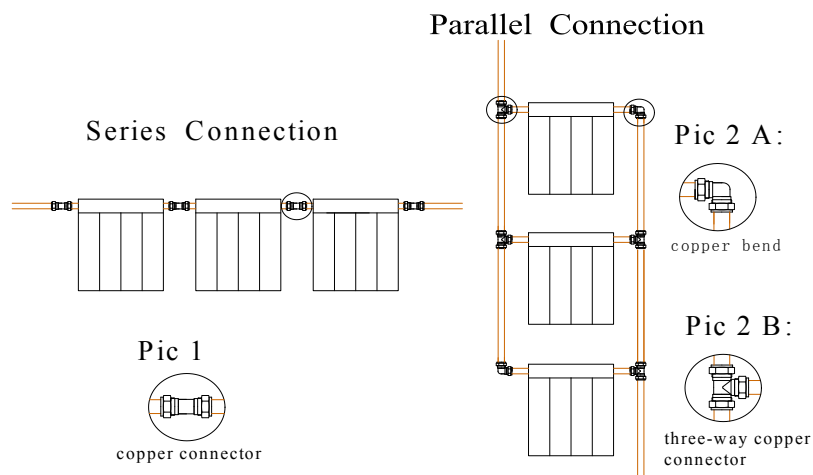 Parallel Connection
Series Connection
Pic 2 A:
copper bend
Pic 2 B:
Pic 1
three-way copper
connector
copper connector